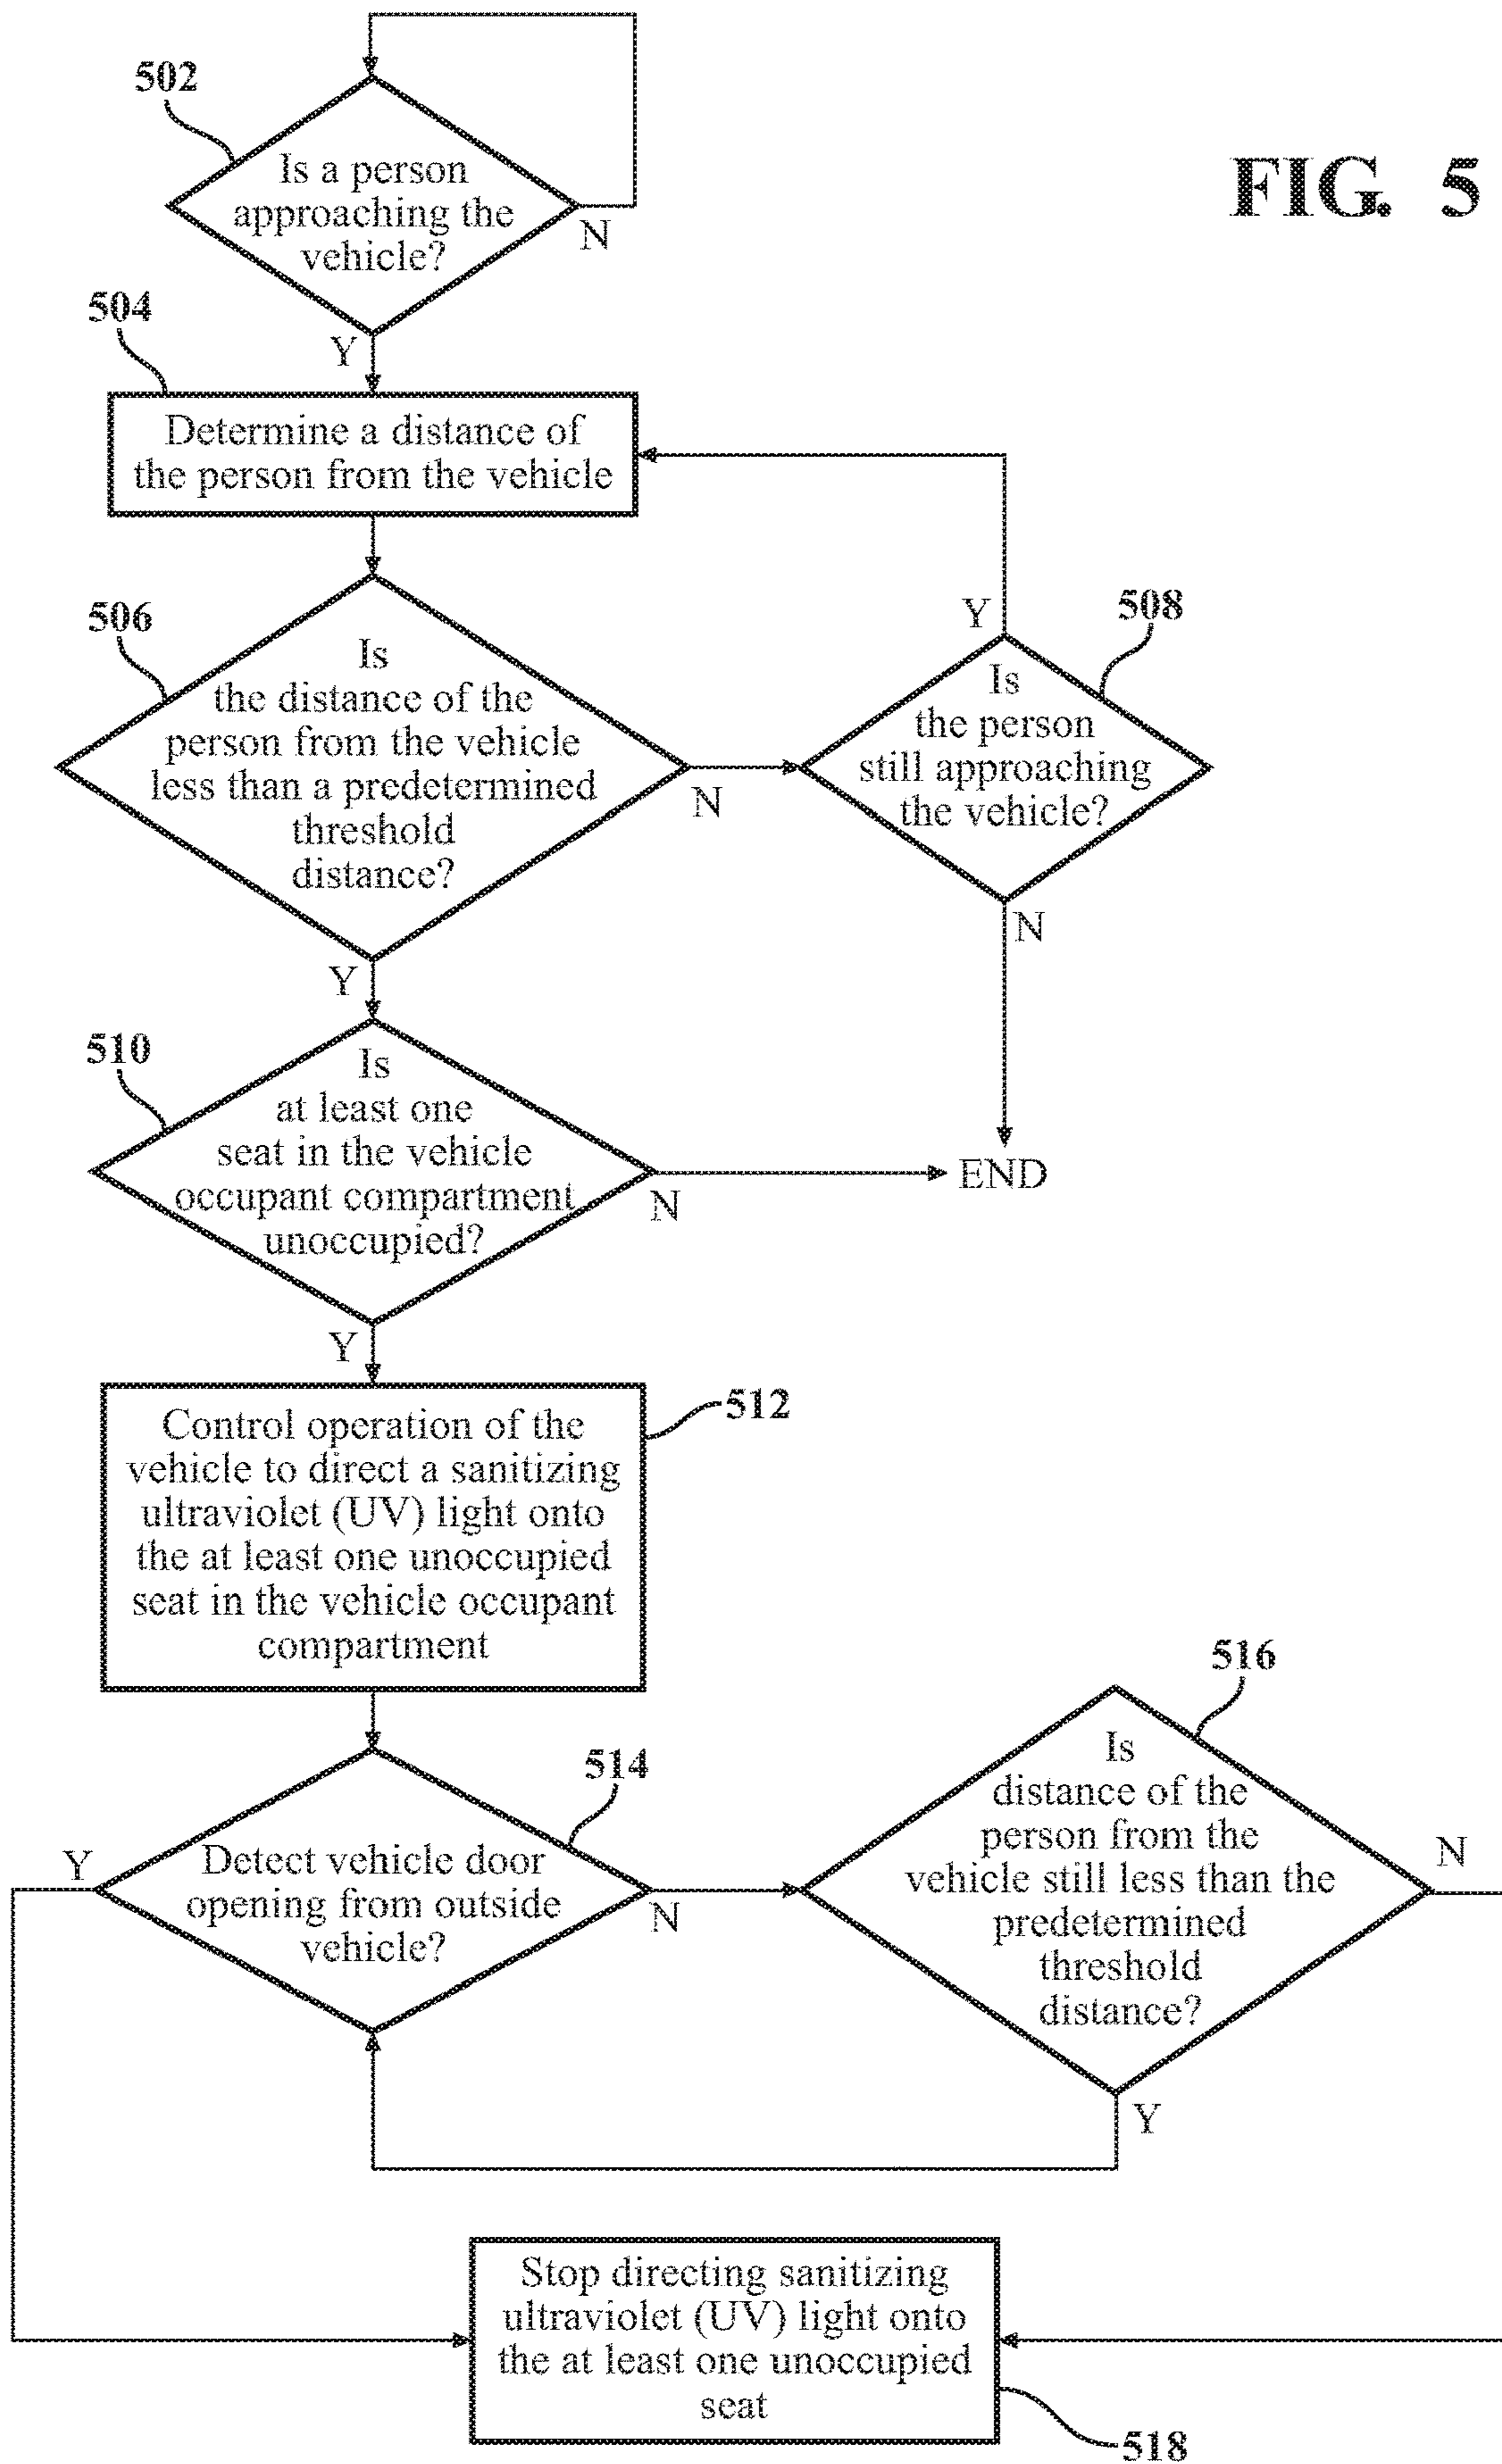 FIG. 5
502
Is a person
approaching the
vehicle?
N
Y
504
Determine a distance of
the person from the vehicle
506
Is
the distance of the
person from the vehicle
less than a predetermined
threshold
distance?
N
Y
508
Y
Is
the person
still approaching
the vehicle?
N
510
Is
at least one
seat in the vehicle
occupant compartment
unoccupied?
N
END
Y
512
Control operation of the
vehicle to direct a sanitizing
ultraviolet (UV) light onto
the at least one unoccupied
seat in the vehicle occupant
compartment
514
Y
Detect vehicle door
opening from outside
vehicle?
N
516
Is
distance of the
person from the
vehicle still less than the
predetermined
threshold
distance?
N
Y
Stop directing sanitizing
ultraviolet (UV) light onto
the at least one unoccupied
seat
518